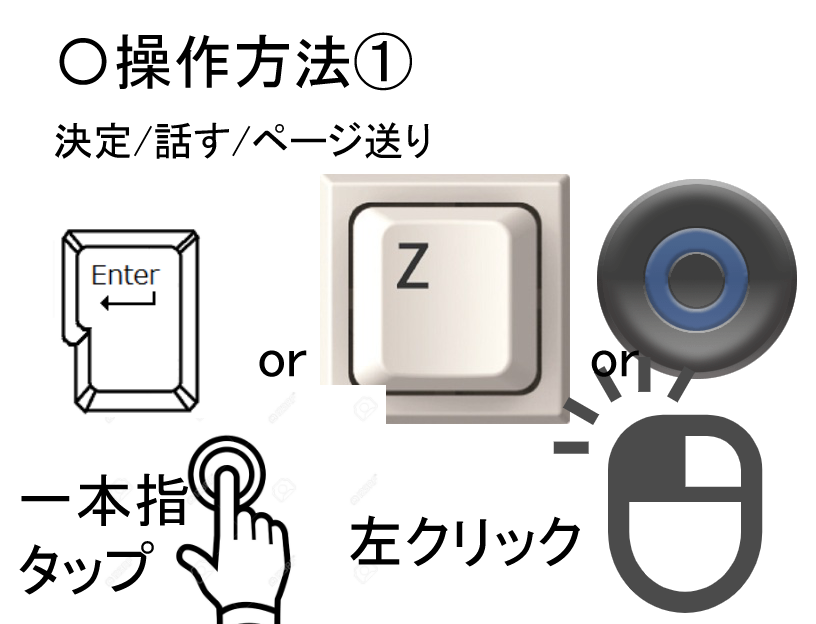 〇操作方法①
決定/話す/ページ送り
Enter
Z
or
or
一本指
タップ
左クリック